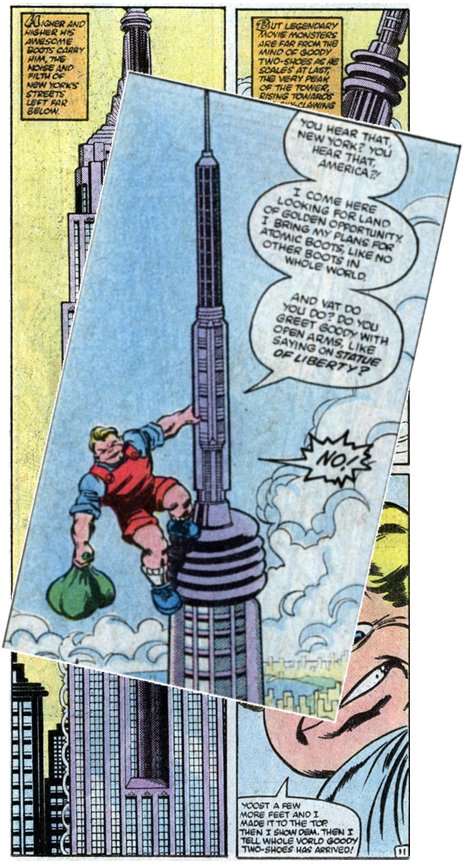 HIGHER AND
HIGHER HIS
AWESOME
BOOTS CARRY
HIM, THE
NOISE AND
FILTH OF
NEW YORK'S
STREETS
LEFT FAR
BELOW.
BUT LEGENDARY
MOVIE MONSTERS
ARE FAR FROM THE
MIND OF GOODY
TWO-SHOES AS HE
SCALES AT LAST,
THE VERY PEAK
OF THE TOWER,
RISING TOWARDS
CLAWING
YOU HEAR THAT,
NEW YORK? YOU
HEAR THAT,
AMERICA?!
I COME HERE
LOOKING FOR LAND
OF GOLDEN OPPORTUNITY.
I BRING MY PLANS FOR
ATOMIC BOOTS LIKE NO
OTHER BOOTS IN
WHOLE WORLD.
AND VAT DO
YOU DO? DO YOU
GREET GOODY WITH
OPEN ARMS, LIKE
SAYING ON STATUE
OF LIBERTY?
NO!
YOOST A FEW
MORE FEET AND I
MADE IT TO THE TOP.
THEN I SHOW DEM. THEN I
TELL WHOLE VORLD GOODY
TWO-SHOES HAS ARRIVED!
11